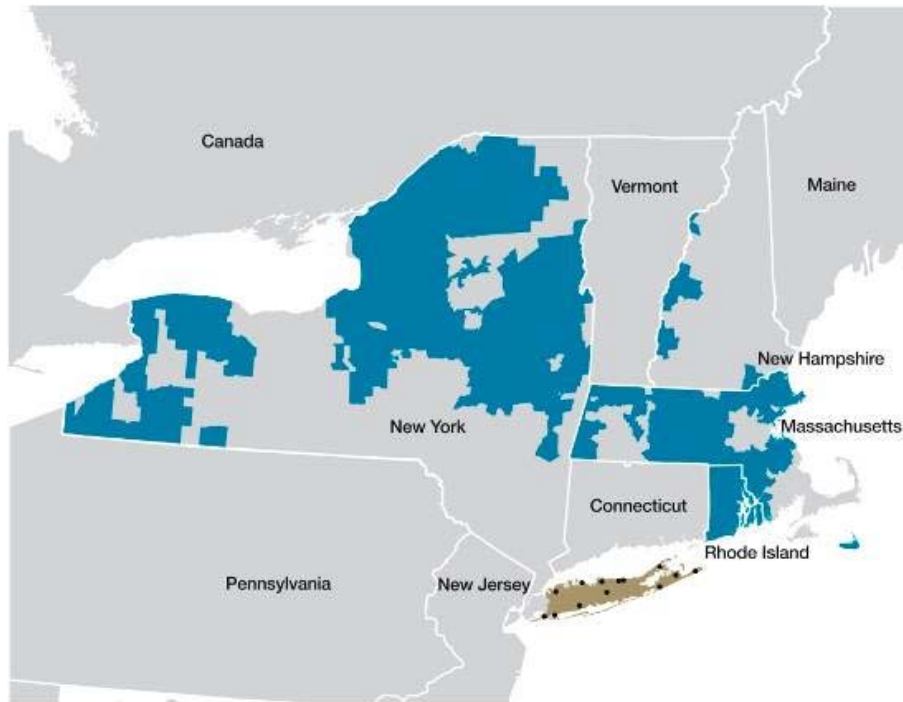 Canada
Vermont
Maine
New Hampshire
New York
Massachusetts
Connecticut
Rhode Island
Pennsylvania
New Jersey